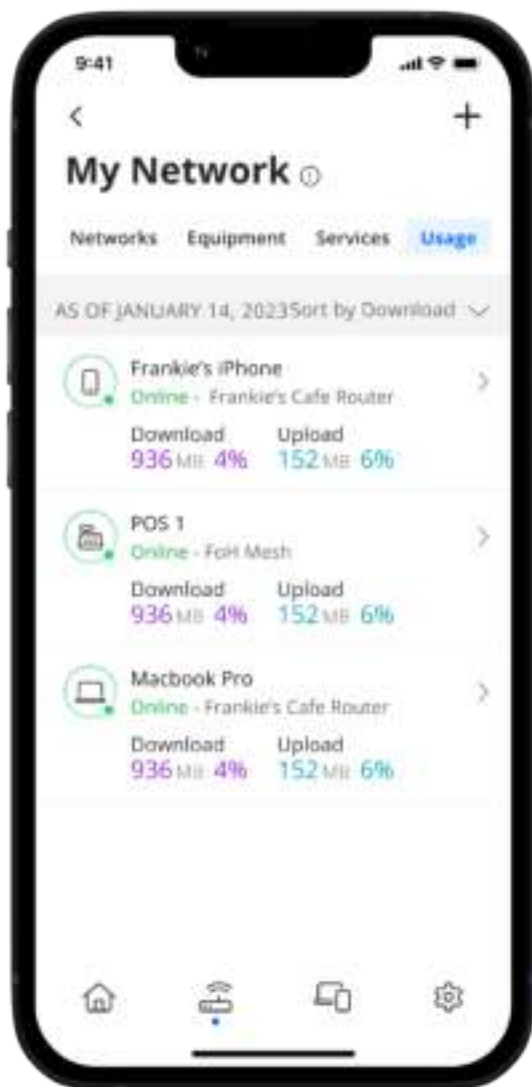 9:41
My Network
Networks Equipment Services Usage
AS OF JANUARY 14, 2023 Sort by Download
Frankie's iPhone
Online - Frankie's Cafe Router
Download Upload
936 MB 4% 152 MB 6%
POS 1
Online - FoH Mesh
Download Upload
936 MB 4% 152 MB 6%
Macbook Pro
Online - Frankie's Cafe Router
Download Upload
936 MB 4% 152 MB 6%